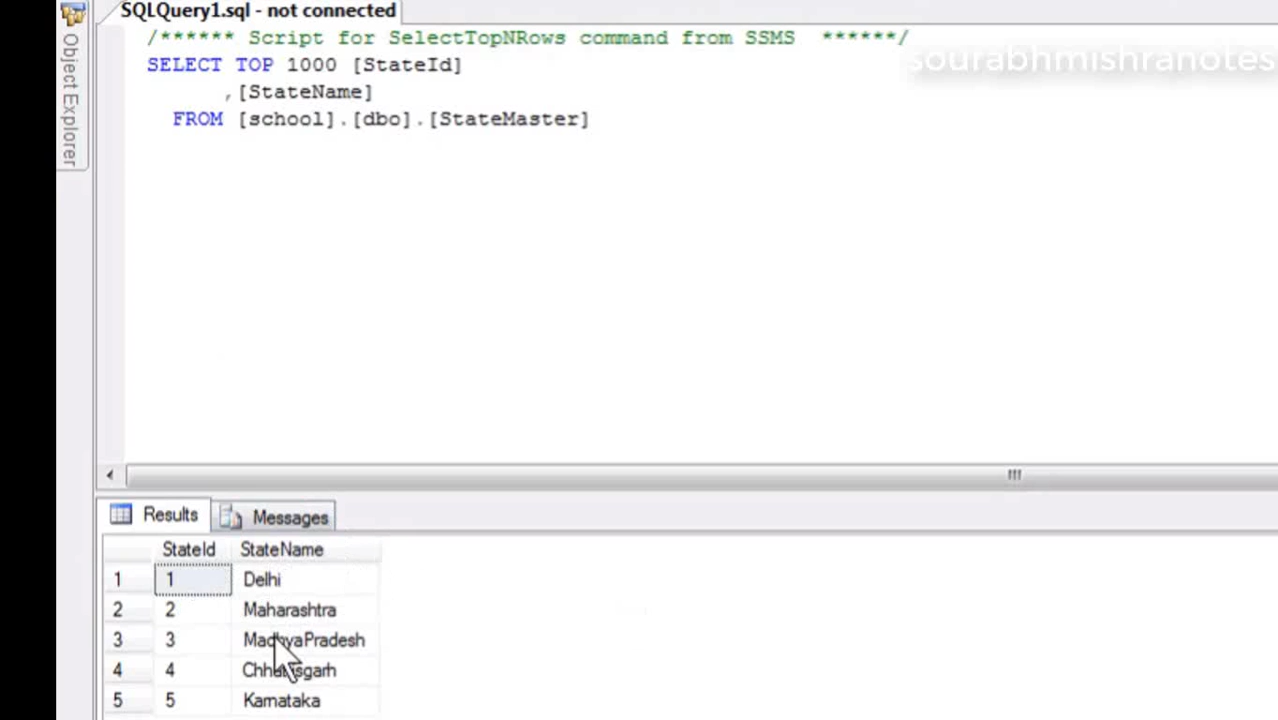 SQLQuery1.sql - not connected
Object Explorer
/****** Script for SelectTopNRows command from SSMS  ******/
sourabhmishranotes
SELECT TOP 1000 [StateId]
,[StateName]
FROM [school].[dbo].[StateMaster]
Results Messages
StateId StateName
1 1 Delhi
2 2 Maharashtra
3 3 MadhyaPradesh
4 4 Chhattisgarh
5 5 Karnataka